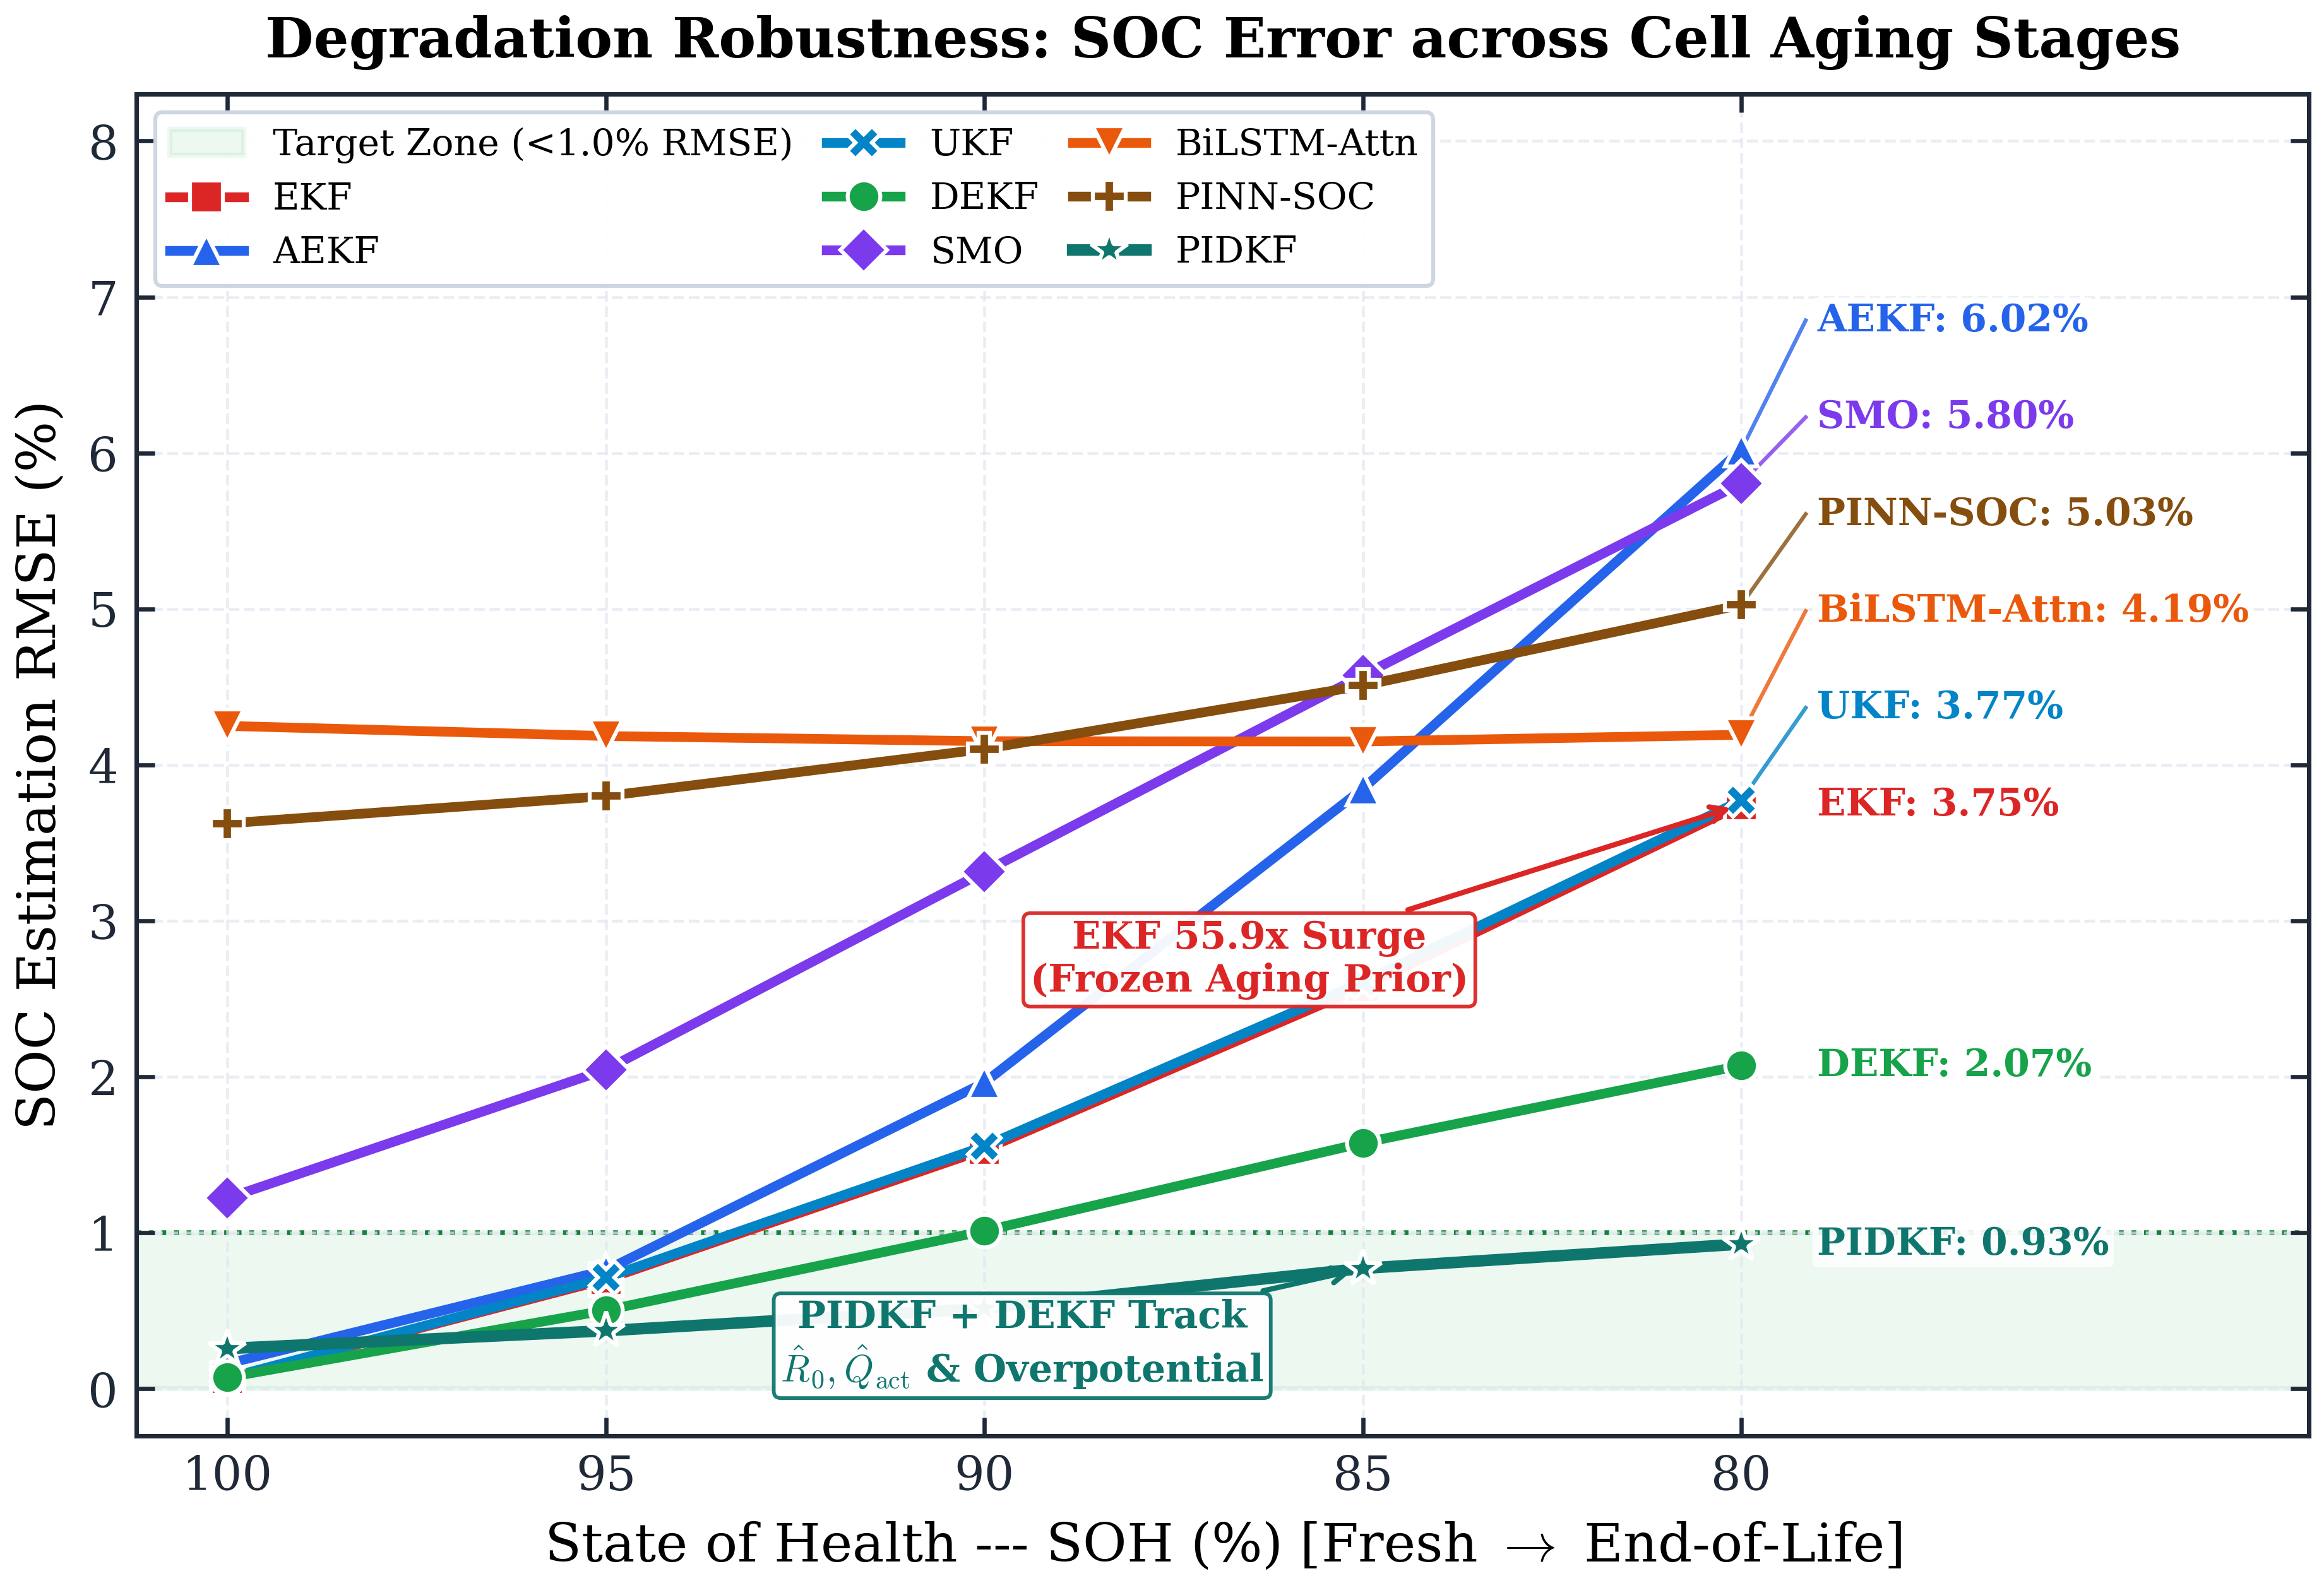 Degradation Robustness: SOC Error across Cell Aging Stages
SOC Estimation RMSE (%)
8
7
6
5
4
3
2
1
0
Target Zone (<1.0% RMSE)
EKF
AEKF
UKF
DEKF
SMO
BiLSTM-Attn
PINN-SOC
PIDKF
AEKF: 6.02%
SMO: 5.80%
PINN-SOC: 5.03%
BiLSTM-Attn: 4.19%
UKF: 3.77%
EKF: 3.75%
DEKF: 2.07%
PIDKF: 0.93%
EKF 55.9x Surge
(Frozen Aging Prior)
PIDKF + DEKF Track
R̂₀, Q̂_act & Overpotential
100
95
90
85
80
State of Health --- SOH (%) [Fresh → End-of-Life]